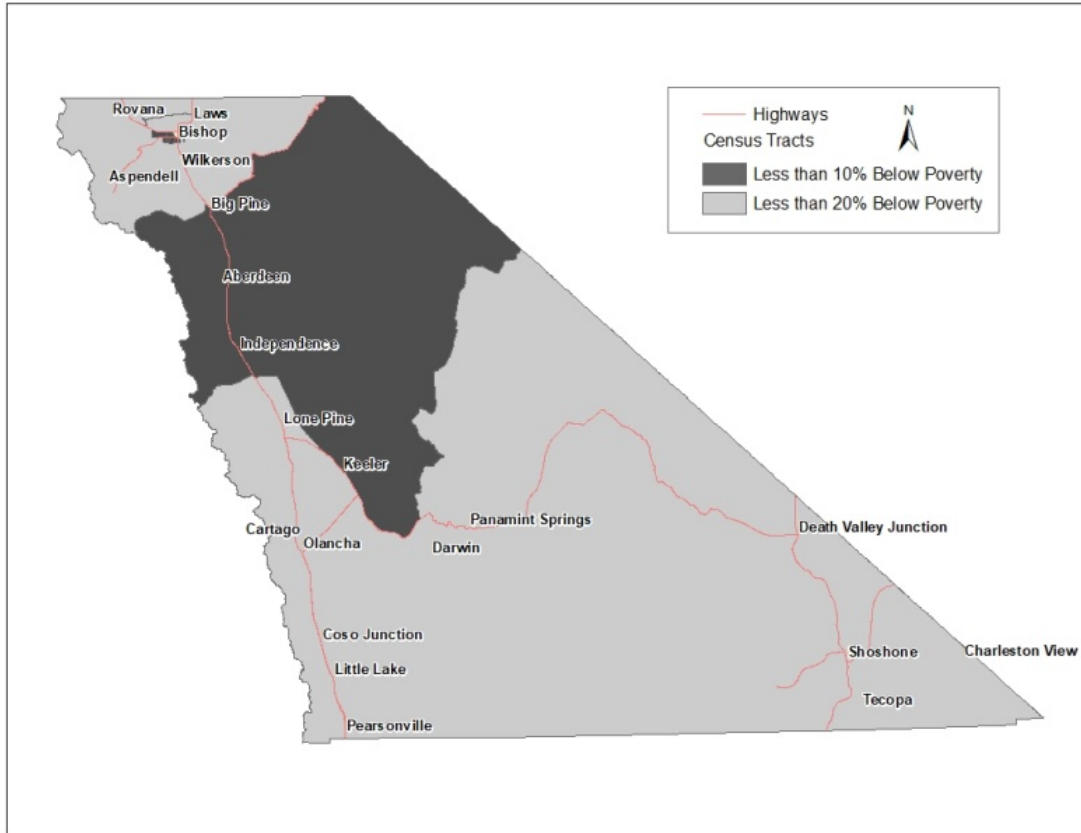 Rovana
Laws
Bishop
Wilkerson
Aspendell
Big Pine
Aberdeen
Independence
Lone Pine
Keeler
Cartago
Olancha
Panamint Springs
Darwin
Death Valley Junction
Coso Junction
Little Lake
Pearsonville
Shoshone
Charleston View
Tecopa
Highways
N
Census Tracts
Less than 10% Below Poverty
Less than 20% Below Poverty